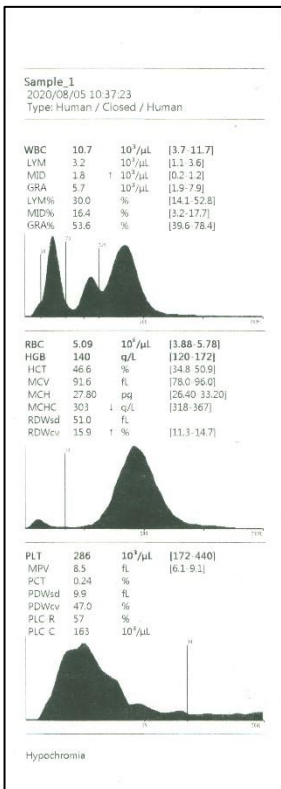 Sample_1
2020/08/05 10:37:23
Type: Human / Closed / Human
WBC 10.7 10³/µL [3.7-11.7]
LYM 3.2 10³/µL [1.1-3.6]
MID 1.8 ↑ 10³/µL [0.2-1.2]
GRA 5.7 10³/µL [1.9-7.9]
LYM% 30.0 % [14.1-52.8]
MID% 16.4 % [3.2-17.7]
GRA% 53.6 % [39.6-78.4]
RBC 5.09 10⁶/µL [3.88-5.78]
HGB 140 g/L [120-172]
HCT 46.6 % [34.8-50.9]
MCV 91.6 fL [78.0-96.0]
MCH 27.80 pg [26.40-33.20]
MCHC 303 ↓ g/L [318-367]
RDWsd 51.0 fL
RDWcv 15.9 ↑ % [11.3-14.7]
PLT 286 10³/µL [172-440]
MPV 8.5 fL [6.1-9.1]
PCT 0.24 %
PDWsd 9.9 fL
PDWcv 47.0 %
PLC R 57 %
PLC C 163 10³/µL
Hypochromia